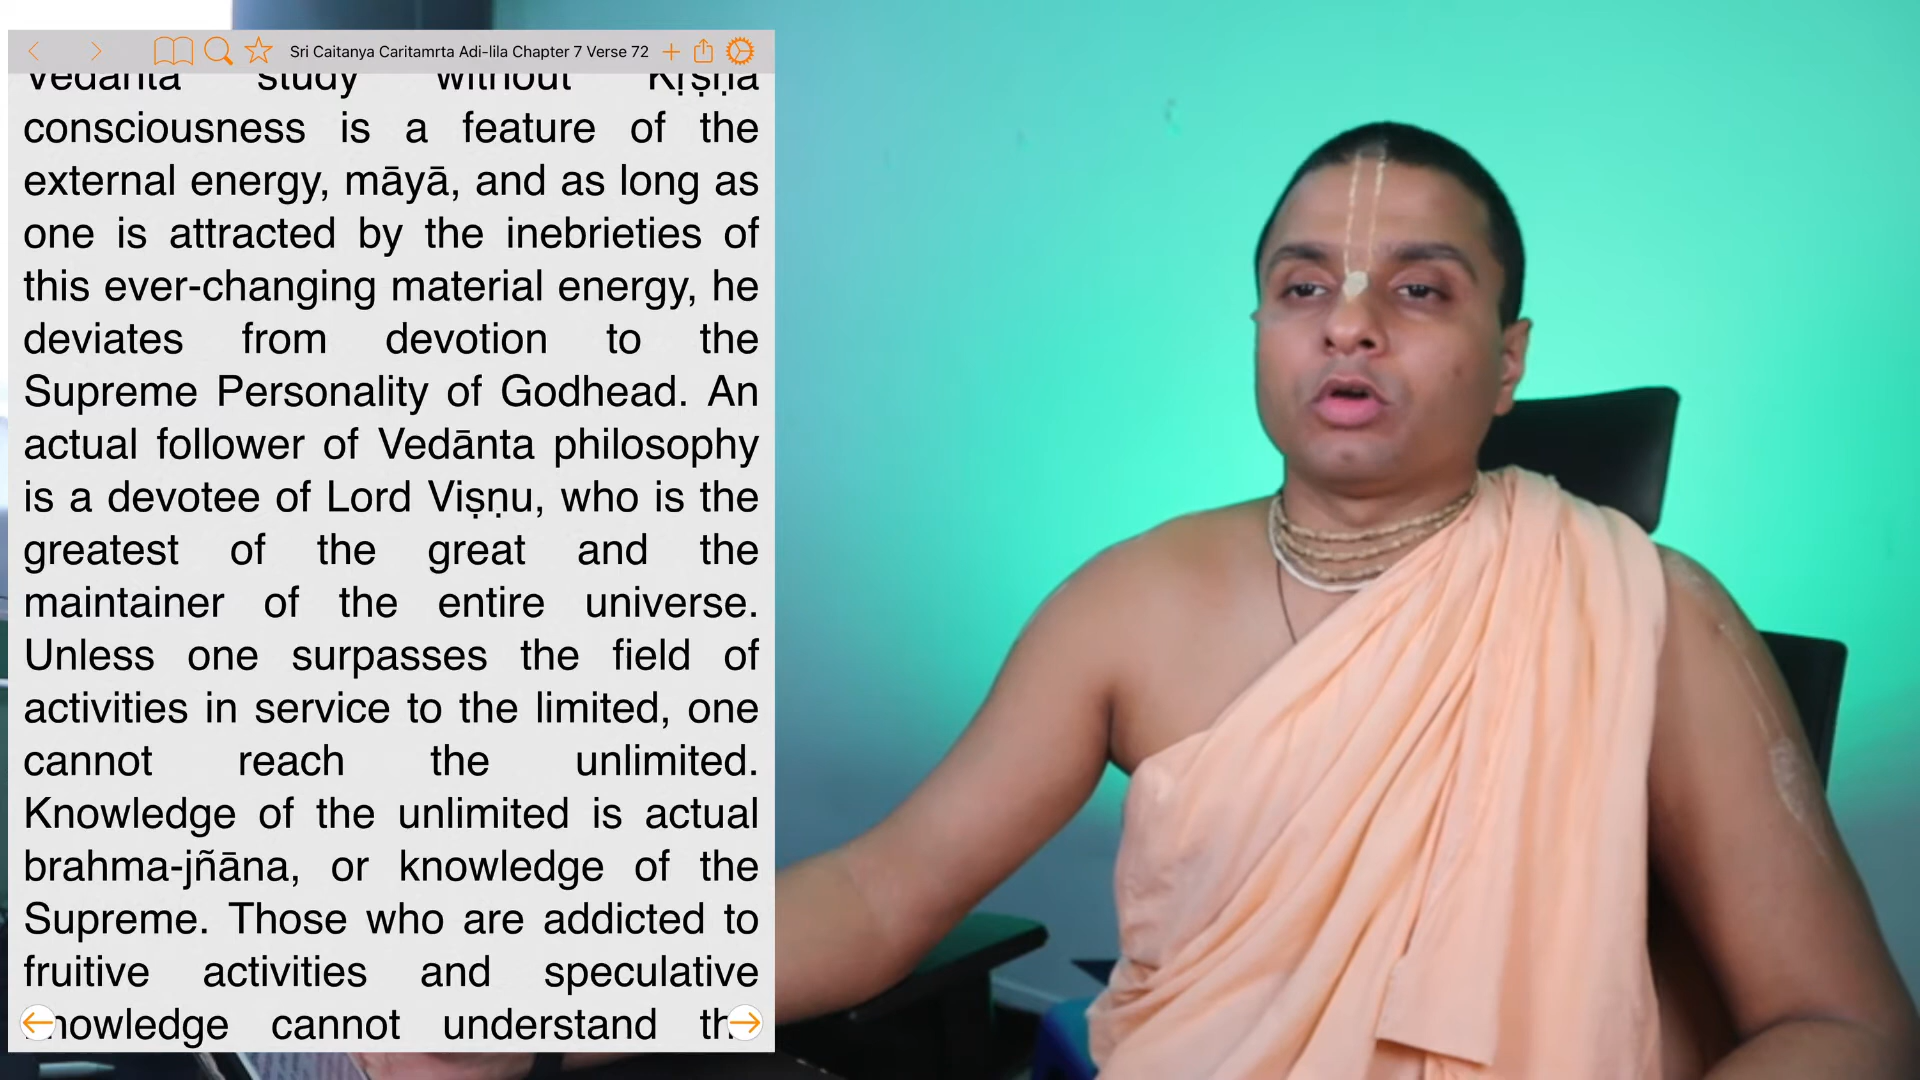 Sri Caitanya Caritamrta Adi-lila Chapter 7 Verse 72
Vedānta study without Kṛṣṇa
consciousness is a feature of the
external energy, māyā, and as long as
one is attracted by the inebrieties of
this ever-changing material energy, he
deviates from devotion to the
Supreme Personality of Godhead. An
actual follower of Vedānta philosophy
is a devotee of Lord Viṣṇu, who is the
greatest of the great and the
maintainer of the entire universe.
Unless one surpasses the field of
activities in service to the limited, one
cannot reach the unlimited.
Knowledge of the unlimited is actual
brahma-jñāna, or knowledge of the
Supreme. Those who are addicted to
fruitive activities and speculative
knowledge cannot understand